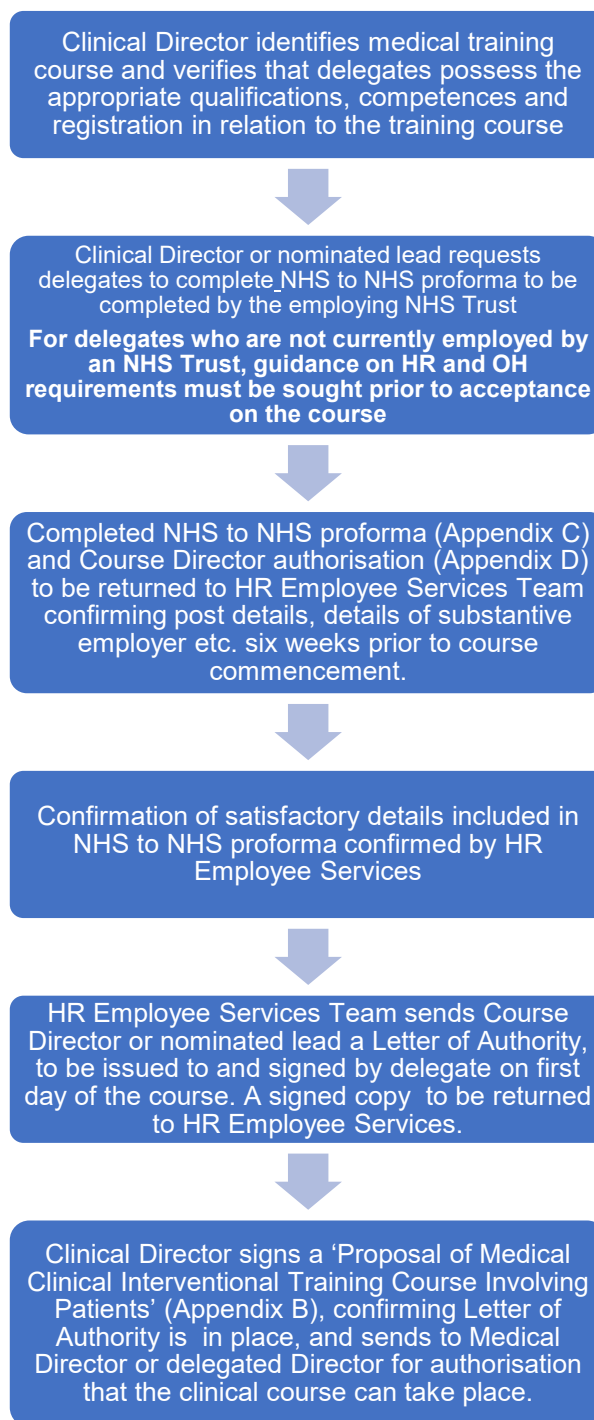 Clinical Director identifies medical training
course and verifies that delegates possess the
appropriate qualifications, competences and
registration in relation to the training course
Clinical Director or nominated lead requests
delegates to complete NHS to NHS proforma to be
completed by the employing NHS Trust
For delegates who are not currently employed by
an NHS Trust, guidance on HR and OH
requirements must be sought prior to acceptance
on the course
Completed NHS to NHS proforma (Appendix C)
and Course Director authorisation (Appendix D)
to be returned to HR Employee Services Team
confirming post details, details of substantive
employer etc. six weeks prior to course
commencement.
Confirmation of satisfactory details included in
NHS to NHS proforma confirmed by HR
Employee Services
HR Employee Services Team sends Course
Director or nominated lead a Letter of Authority,
to be issued to and signed by delegate on first
day of the course. A signed copy to be returned
to HR Employee Services.
Clinical Director signs a ‘Proposal of Medical
Clinical Interventional Training Course Involving
Patients’ (Appendix B), confirming Letter of
Authority is in place, and sends to Medical
Director or delegated Director for authorisation
that the clinical course can take place.